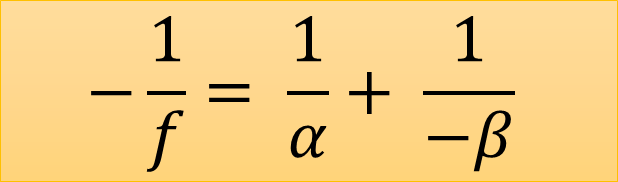 −1/f = 1/α + 1/−β